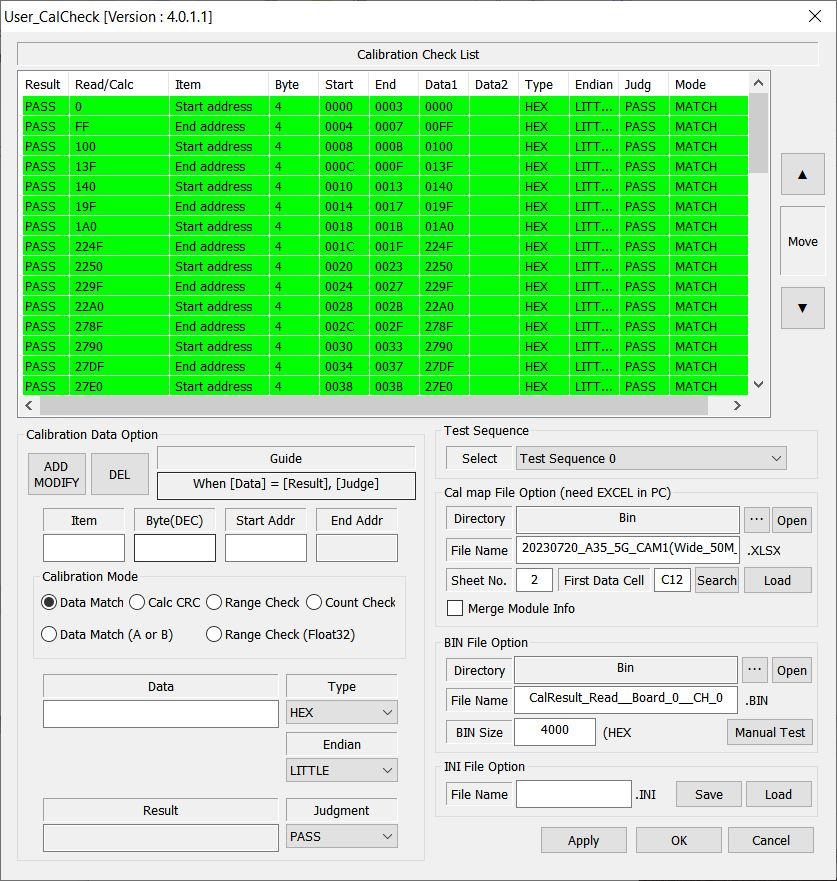 User_CalCheck [Version : 4.0.1.1]
Calibration Check List
Result Read/Calc Item Byte Start End Data1 Data2 Type Endian Judg Mode
PASS 0 Start address 4 0000 0003 0000 HEX LITT... PASS MATCH
PASS FF End address 4 0004 0007 00FF HEX LITT... PASS MATCH
PASS 100 Start address 4 0008 000B 0100 HEX LITT... PASS MATCH
PASS 13F End address 4 000C 000F 013F HEX LITT... PASS MATCH
PASS 140 Start address 4 0010 0013 0140 HEX LITT... PASS MATCH
PASS 19F End address 4 0014 0017 019F HEX LITT... PASS MATCH
PASS 1A0 Start address 4 0018 001B 01A0 HEX LITT... PASS MATCH
PASS 224F End address 4 001C 001F 224F HEX LITT... PASS MATCH
PASS 2250 Start address 4 0020 0023 2250 HEX LITT... PASS MATCH
PASS 229F End address 4 0024 0027 229F HEX LITT... PASS MATCH
PASS 22A0 Start address 4 0028 002B 22A0 HEX LITT... PASS MATCH
PASS 278F End address 4 002C 002F 278F HEX LITT... PASS MATCH
PASS 2790 Start address 4 0030 0033 2790 HEX LITT... PASS MATCH
PASS 27DF End address 4 0034 0037 27DF HEX LITT... PASS MATCH
PASS 27E0 Start address 4 0038 003B 27E0 HEX LITT... PASS MATCH
▲
Move
▼
Calibration Data Option
ADD
MODIFY
DEL
Guide
When [Data] = [Result], [Judge]
Item Byte(DEC) Start Addr End Addr
Calibration Mode
Data Match Calc CRC Range Check Count Check
Data Match (A or B) Range Check (Float32)
Data Type
HEX
Endian
LITTLE
Result Judgment
PASS
Test Sequence
Select Test Sequence 0
Cal map File Option (need EXCEL in PC)
Directory Bin ... Open
File Name 20230720_A35_5G_CAM1(Wide_50M_ .XLSX
Sheet No. 2 First Data Cell C12 Search Load
Merge Module Info
BIN File Option
Directory Bin ... Open
File Name CalResult_Read__Board_0__CH_0 .BIN
BIN Size 4000 (HEX Manual Test
INI File Option
File Name .INI Save Load
Apply OK Cancel